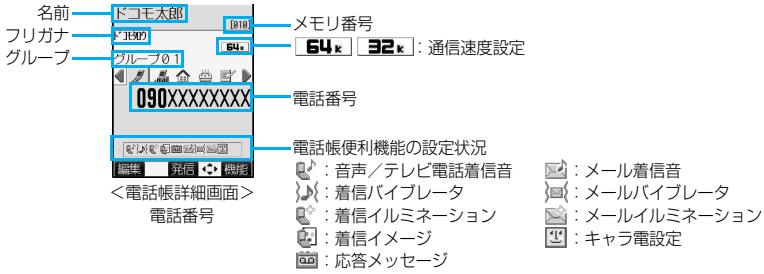 名前
フリガナ
グループ
ドコモ太郎
[010]
ﾄﾞｺﾓﾀﾛｳ
64k
グループ01
090XXXXXXXX
編集 発信 機能
<電話帳詳細画面>
電話番号
メモリ番号
64k 32k：通信速度設定
電話番号
電話帳便利機能の設定状況
：音声／テレビ電話着信音
：着信バイブレータ
：着信イルミネーション
：着信イメージ
：応答メッセージ
：メール着信音
：メールバイブレータ
：メールイルミネーション
：キャラ電設定